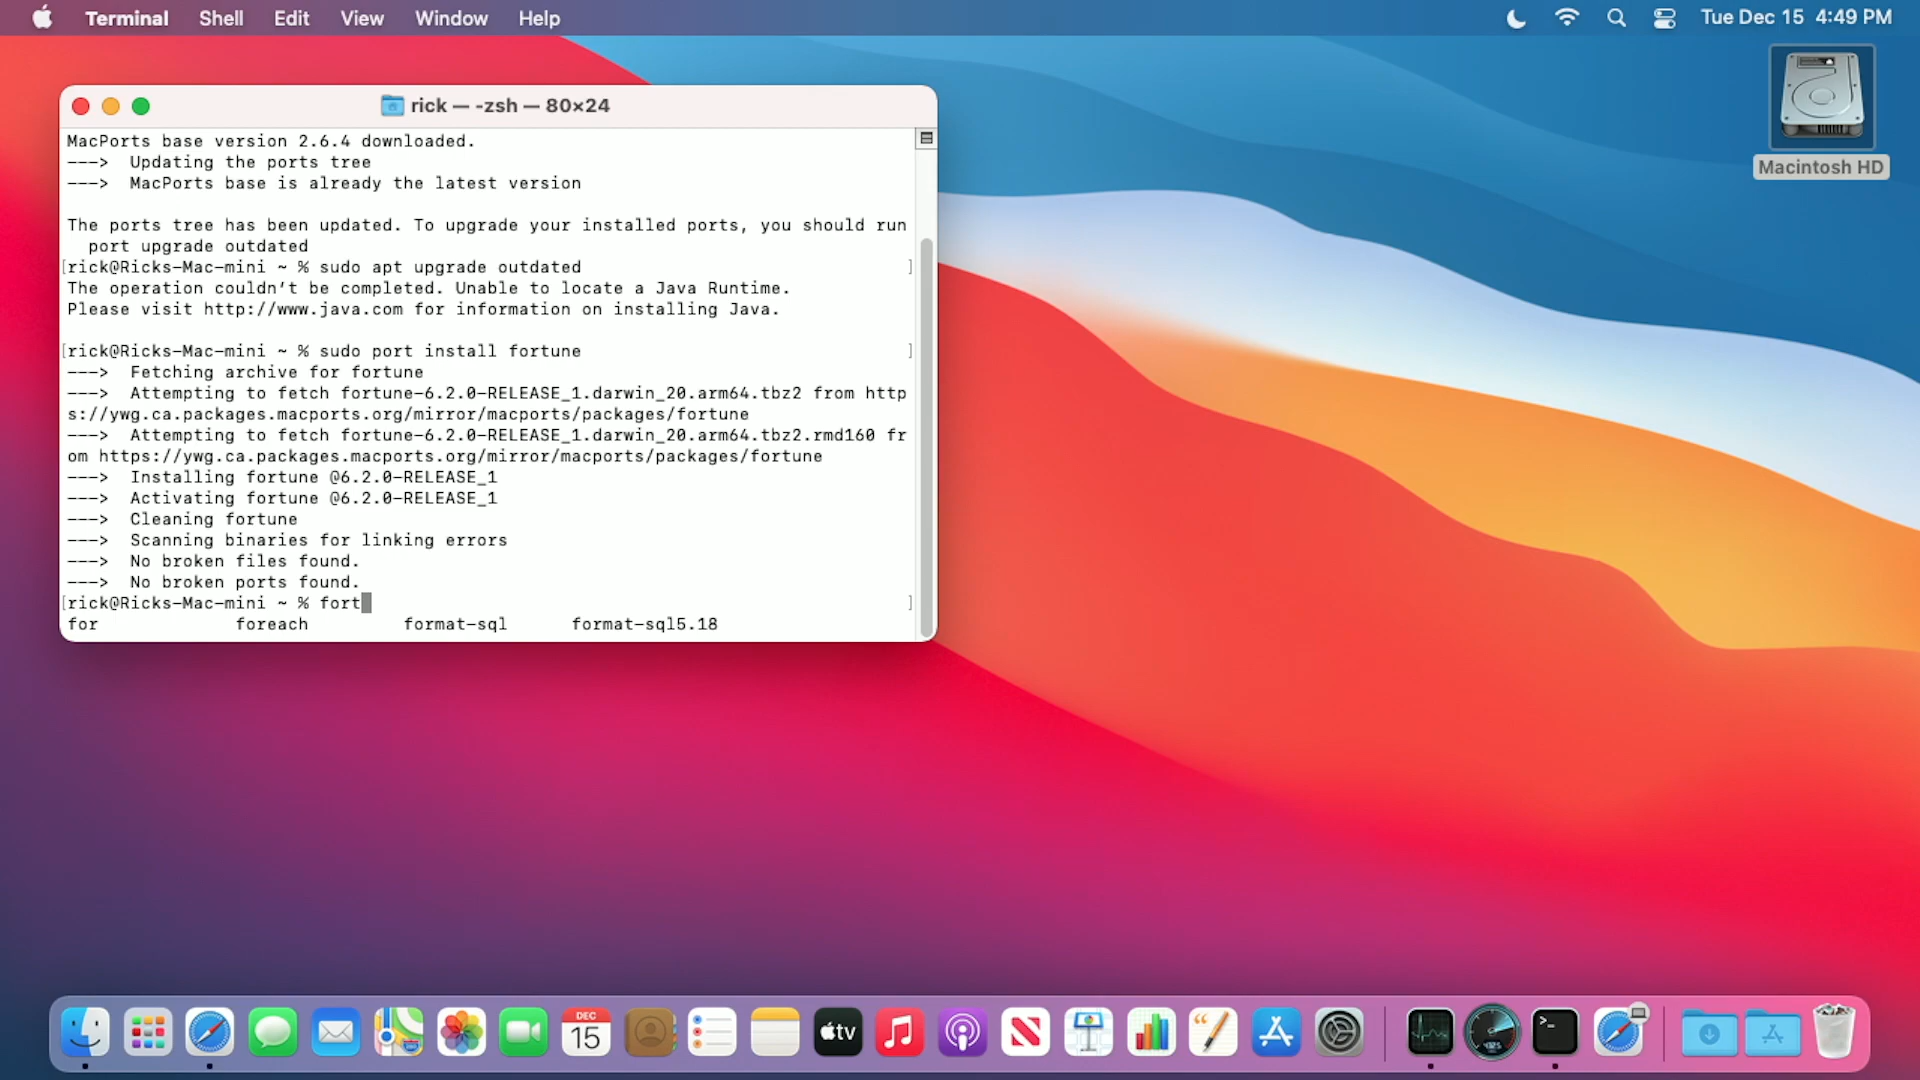 Terminal Shell Edit View Window Help
Tue Dec 15 4:49 PM
Macintosh HD
rick — -zsh — 80×24
MacPorts base version 2.6.4 downloaded.
---> Updating the ports tree
---> MacPorts base is already the latest version
The ports tree has been updated. To upgrade your installed ports, you should run
port upgrade outdated
[rick@Ricks-Mac-mini ~ % sudo apt upgrade outdated ]
The operation couldn’t be completed. Unable to locate a Java Runtime.
Please visit http://www.java.com for information on installing Java.
[rick@Ricks-Mac-mini ~ % sudo port install fortune ]
---> Fetching archive for fortune
---> Attempting to fetch fortune-6.2.0-RELEASE_1.darwin_20.arm64.tbz2 from http
s://ywg.ca.packages.macports.org/mirror/macports/packages/fortune
---> Attempting to fetch fortune-6.2.0-RELEASE_1.darwin_20.arm64.tbz2.rmd160 fr
om https://ywg.ca.packages.macports.org/mirror/macports/packages/fortune
---> Installing fortune @6.2.0-RELEASE_1
---> Activating fortune @6.2.0-RELEASE_1
---> Cleaning fortune
---> Scanning binaries for linking errors
---> No broken files found.
---> No broken ports found.
[rick@Ricks-Mac-mini ~ % fort ]
for foreach format-sql format-sql5.18
DEC
15
tv
>_